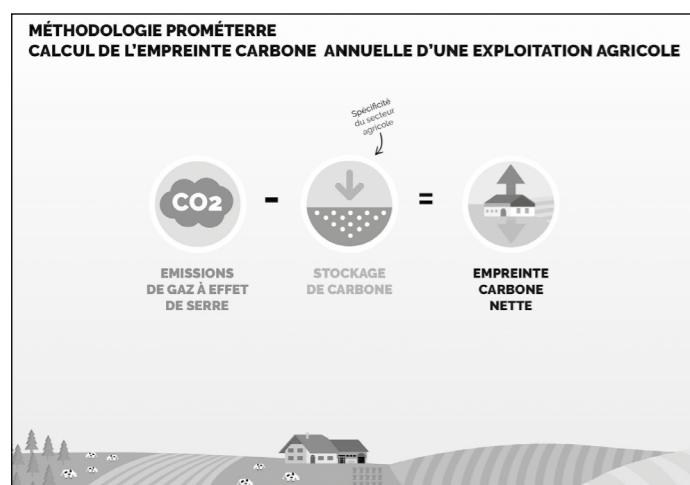 MÉTHODOLOGIE PROMÉTERRE
CALCUL DE L’EMPREINTE CARBONE ANNUELLE D’UNE EXPLOITATION AGRICOLE
Spécificité
du secteur
agricole
CO2
-
=
EMISSIONS
DE GAZ À EFFET
DE SERRE
STOCKAGE
DE CARBONE
EMPREINTE
CARBONE
NETTE